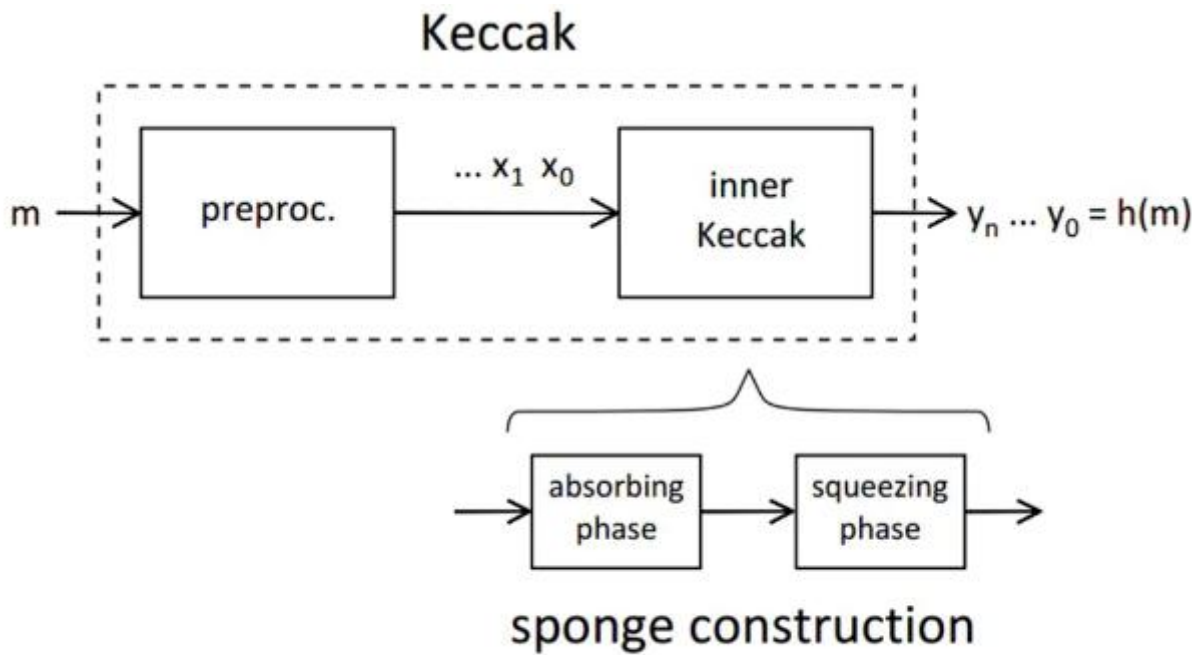 Keccak
m
preproc.
... x₁ x₀
inner
Keccak
yₙ ... y₀ = h(m)
absorbing
phase
squeezing
phase
sponge construction